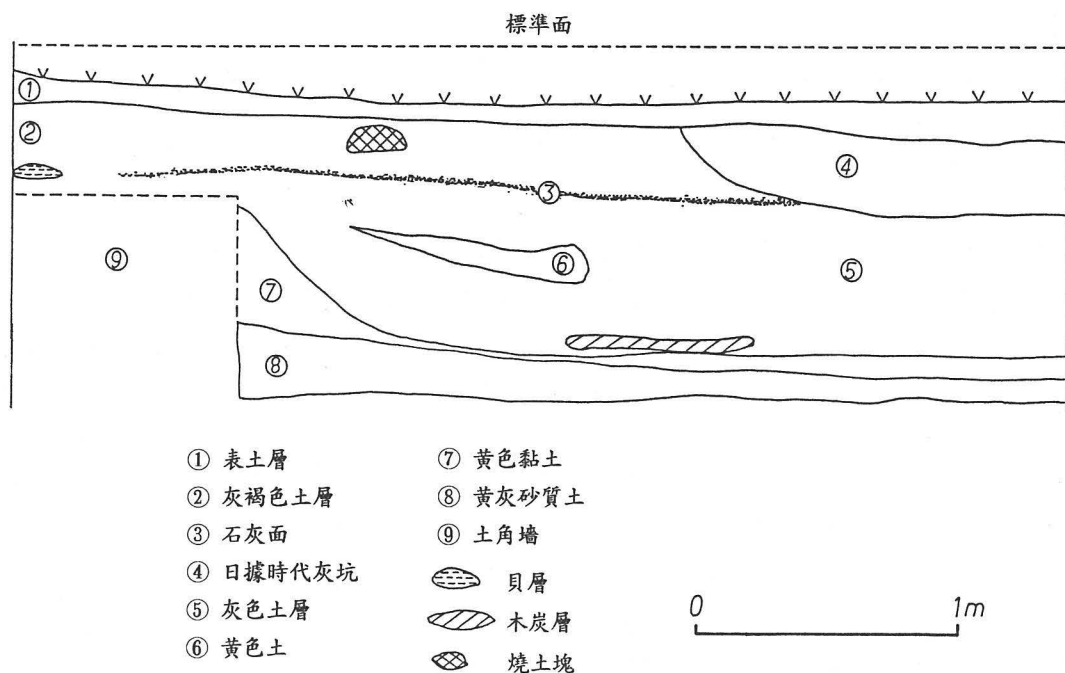 標準面
①
②
③
④
⑤
⑥
⑦
⑧
⑨
① 表土層
② 灰褐色土層
③ 石灰面
④ 日據時代灰坑
⑤ 灰色土層
⑥ 黄色土
⑦ 黄色黏土
⑧ 黄灰砂質土
⑨ 土角墻
貝層
木炭層
燒土塊
0 1m